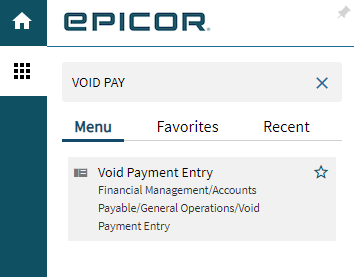 EPICOR
VOID PAY
Menu Favorites Recent
Void Payment Entry
Financial Management/Accounts
Payable/General Operations/Void
Payment Entry